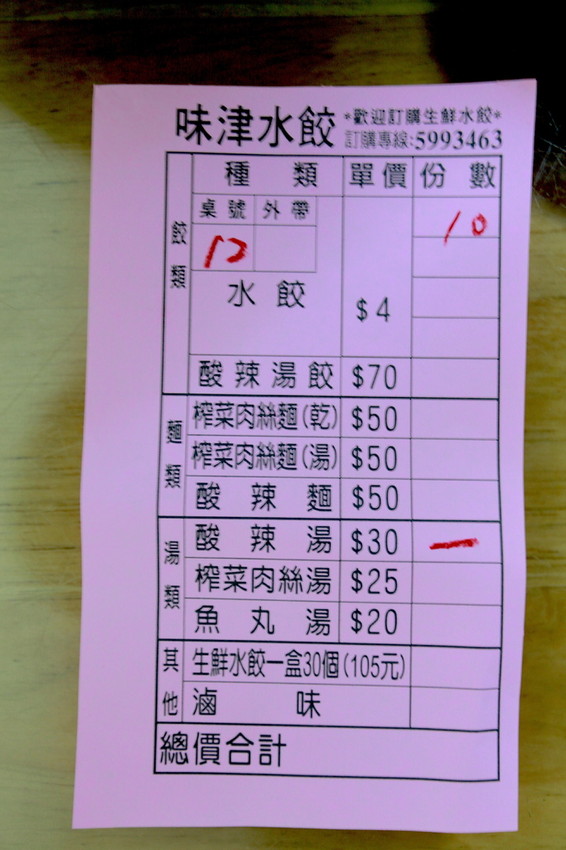 味津水餃 *歡迎訂購生鮮水餃*
訂購專線:5993463
種類 單價 份數
餃類
桌號 外帶
10
12
水餃 $4
酸辣湯餃 $70
麵類
榨菜肉絲麵(乾) $50
榨菜肉絲麵(湯) $50
酸辣麵 $50
湯類
酸辣湯 $30 一
榨菜肉絲湯 $25
魚丸湯 $20
其他
生鮮水餃一盒30個(105元)
滷味
總價合計